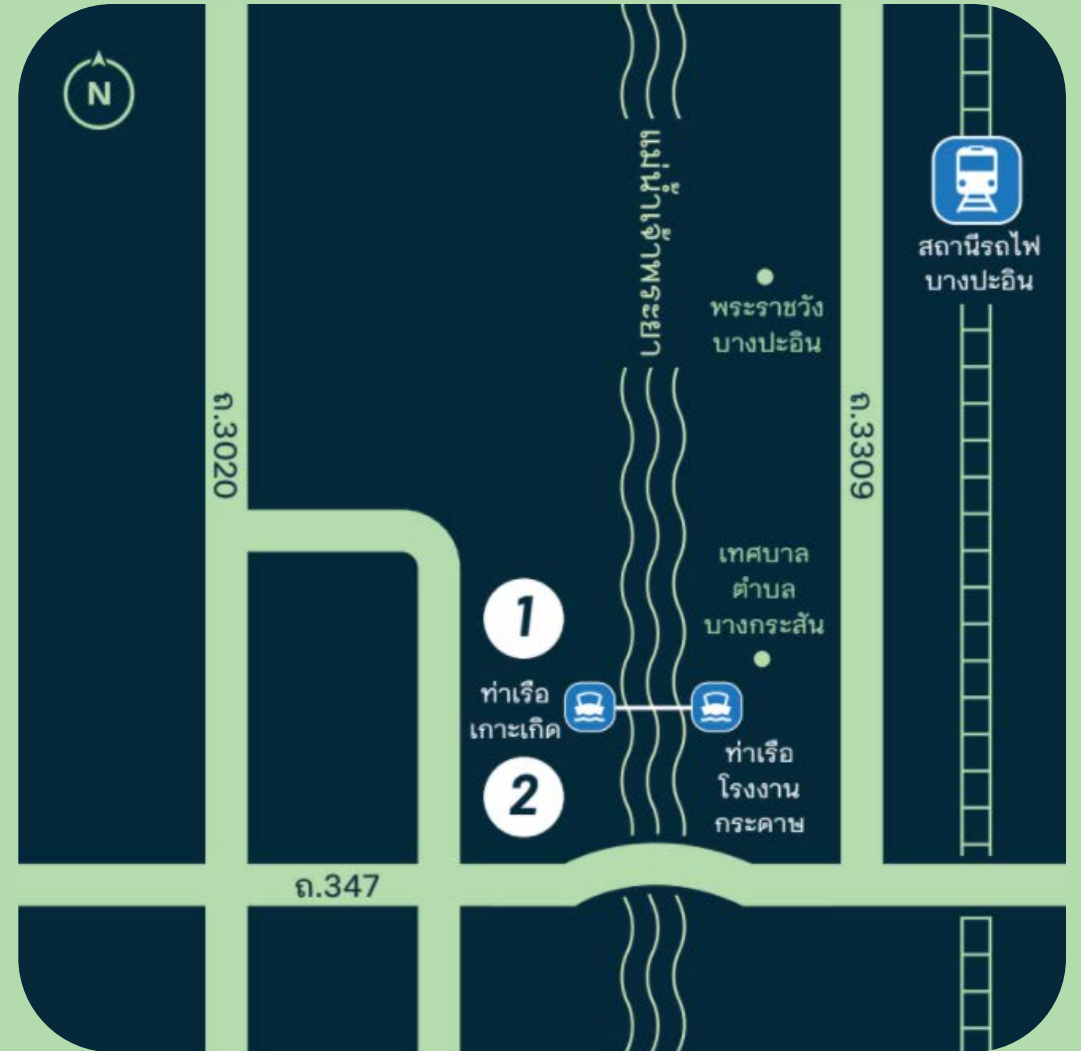 N
แม่น้ำเจ้าพระยา
สถานีรถไฟ
บางปะอิน
พระราชวัง
บางปะอิน
ถ.3020
ถ.3309
เทศบาล
ตำบล
บางกระสัน
1
ท่าเรือ
เกาะเกิด
2
ท่าเรือ
โรงงาน
กระดาษ
ถ.347